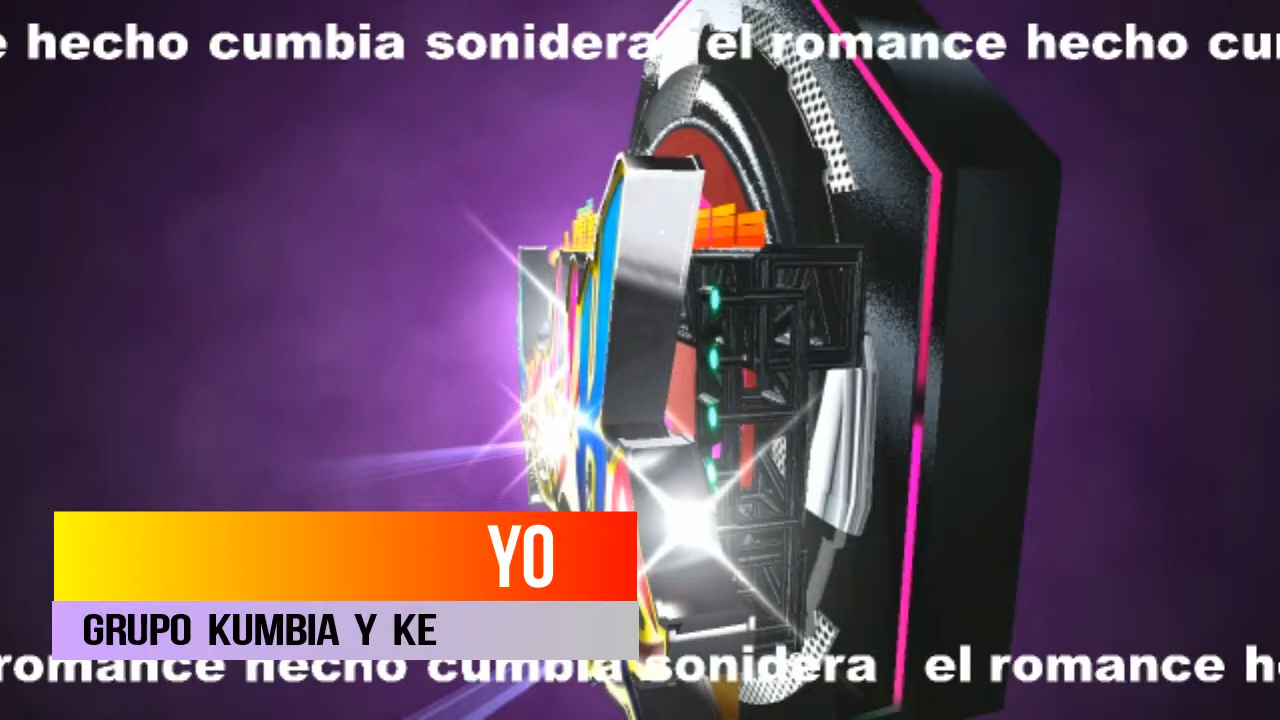 hecho cumbia sonidera el romance hecho
YO
GRUPO KUMBIA Y KE
romance hecho cumbia sonidera el romance